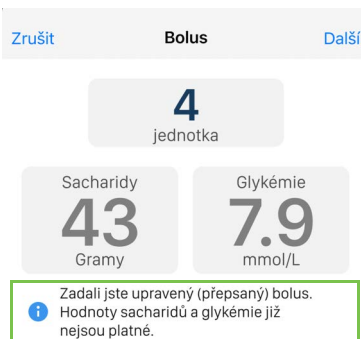 Zrušit Bolus Další
4
jednotka
Sacharidy Glykémie
43 7.9
Gramy mmol/L
Zadali jste upravený (přepsaný) bolus.
Hodnoty sacharidů a glykémie již
nejsou platné.